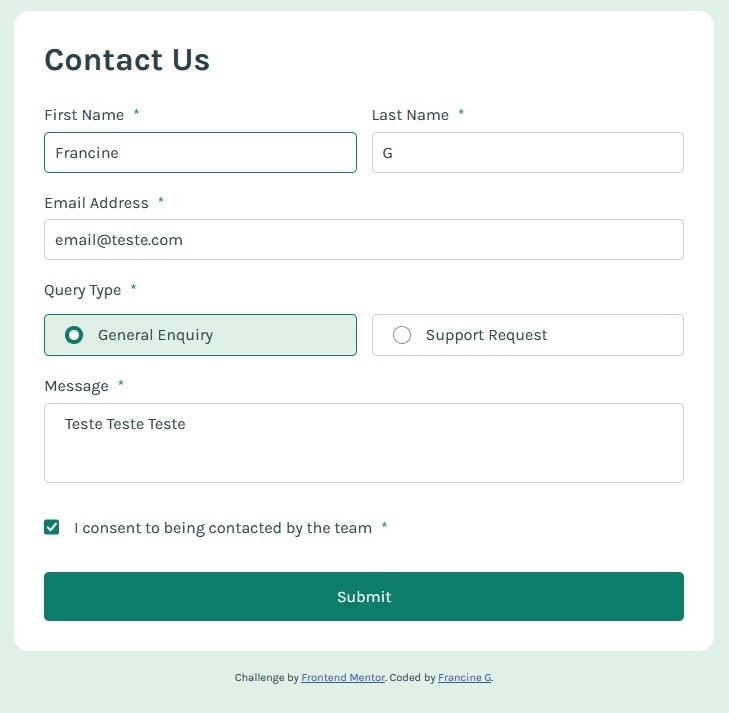 Contact Us
First Name * Last Name *
Francine G
Email Address *
email@teste.com
Query Type *
General Enquiry Support Request
Message *
Teste Teste Teste
I consent to being contacted by the team *
Submit
Challenge by Frontend Mentor. Coded by Francine G.